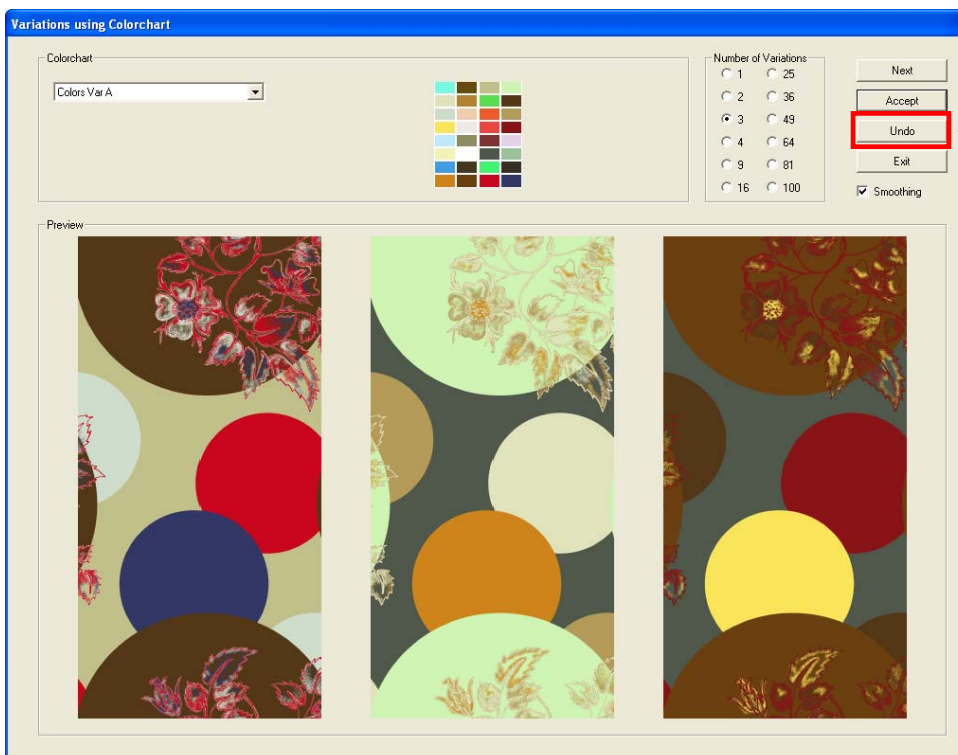 Variations using Colorchart
Colorchart
Colors Var A
Number of Variations
1 25
2 36
3 49
4 64
9 81
16 100
Next
Accept
Undo
Exit
Smoothing
Preview